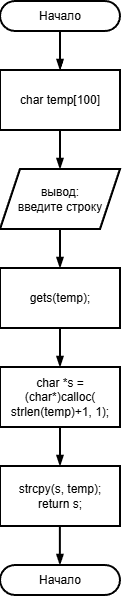 Начало
char temp[100]
вывод:
введите строку
gets(temp);
char *s =
(char*)calloc(
strlen(temp)+1, 1);
strcpy(s, temp);
return s;
Начало